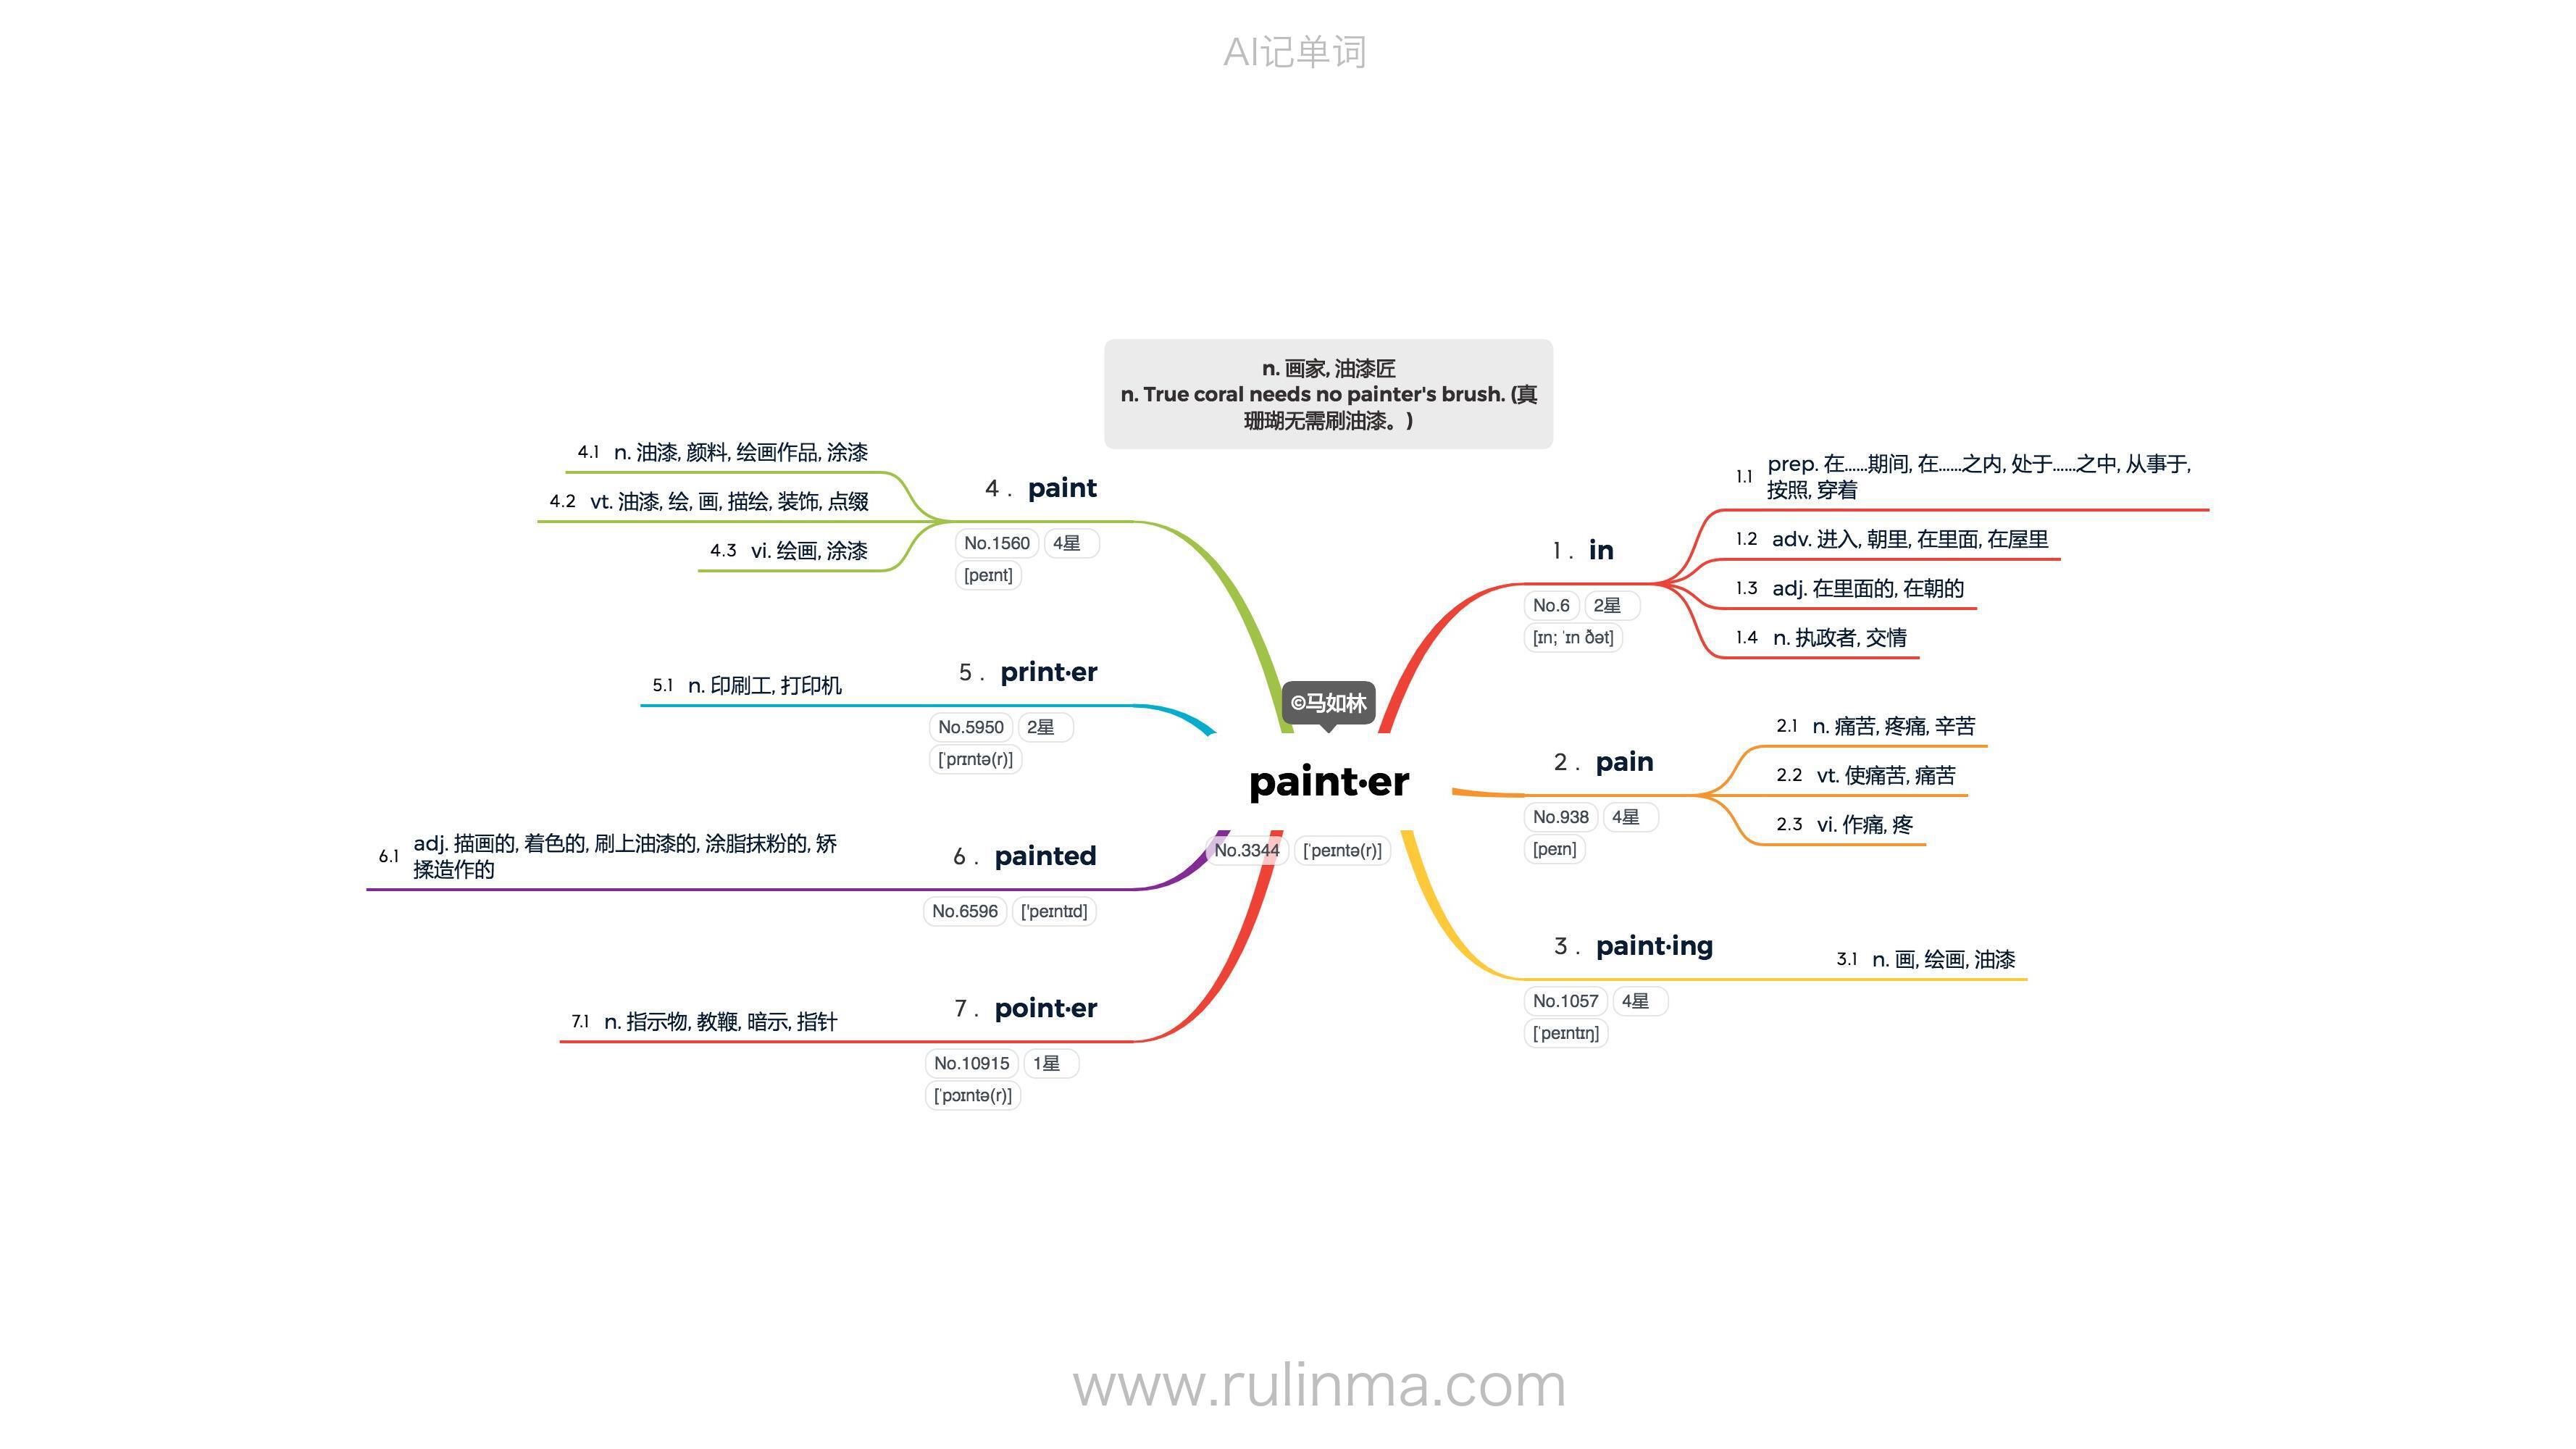 AI记单词
n. 画家, 油漆匠
n. True coral needs no painter's brush. (真
珊瑚无需刷油漆。)
©马如林
paint·er
No.3344 [ˈpeɪntə(r)]
1 . in
No.6 2星
[ɪn; ˈɪn ðət]
1.1 prep. 在……期间, 在……之内, 处于……之中, 从事于,
按照, 穿着
1.2 adv. 进入, 朝里, 在里面, 在屋里
1.3 adj. 在里面的, 在朝的
1.4 n. 执政者, 交情
2 . pain
No.938 4星
[peɪn]
2.1 n. 痛苦, 疼痛, 辛苦
2.2 vt. 使痛苦, 痛苦
2.3 vi. 作痛, 疼
3 . paint·ing
No.1057 4星
[ˈpeɪntɪŋ]
3.1 n. 画, 绘画, 油漆
4 . paint
No.1560 4星
[peɪnt]
4.1 n. 油漆, 颜料, 绘画作品, 涂漆
4.2 vt. 油漆, 绘, 画, 描绘, 装饰, 点缀
4.3 vi. 绘画, 涂漆
5 . print·er
No.5950 2星
[ˈprɪntə(r)]
5.1 n. 印刷工, 打印机
6 . painted
No.6596 ['peɪntɪd]
6.1 adj. 描画的, 着色的, 刷上油漆的, 涂脂抹粉的, 矫
揉造作的
7 . point·er
No.10915 1星
[ˈpɔɪntə(r)]
7.1 n. 指示物, 教鞭, 暗示, 指针
www.rulinma.com